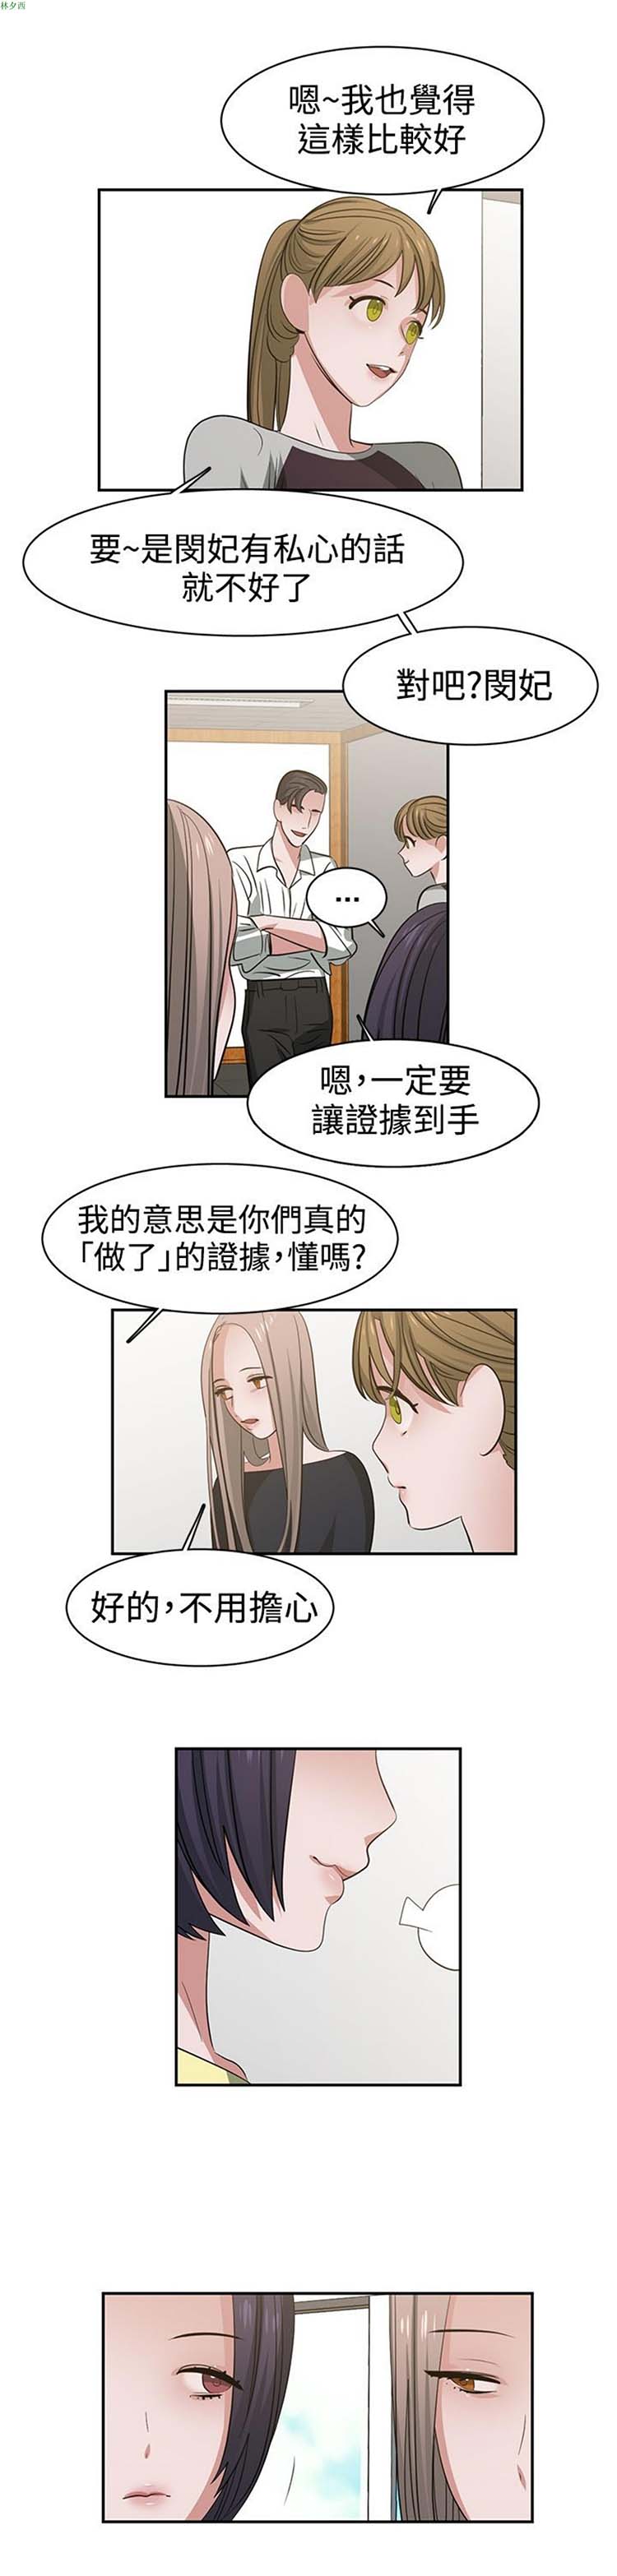 林夕西
嗯~我也覺得
這樣比較好
要~是閔妃有私心的話
就不好了
對吧?閔妃
...
嗯,一定要
讓證據到手
我的意思是你們真的
「做了」的證據,懂嗎?
好的,不用擔心